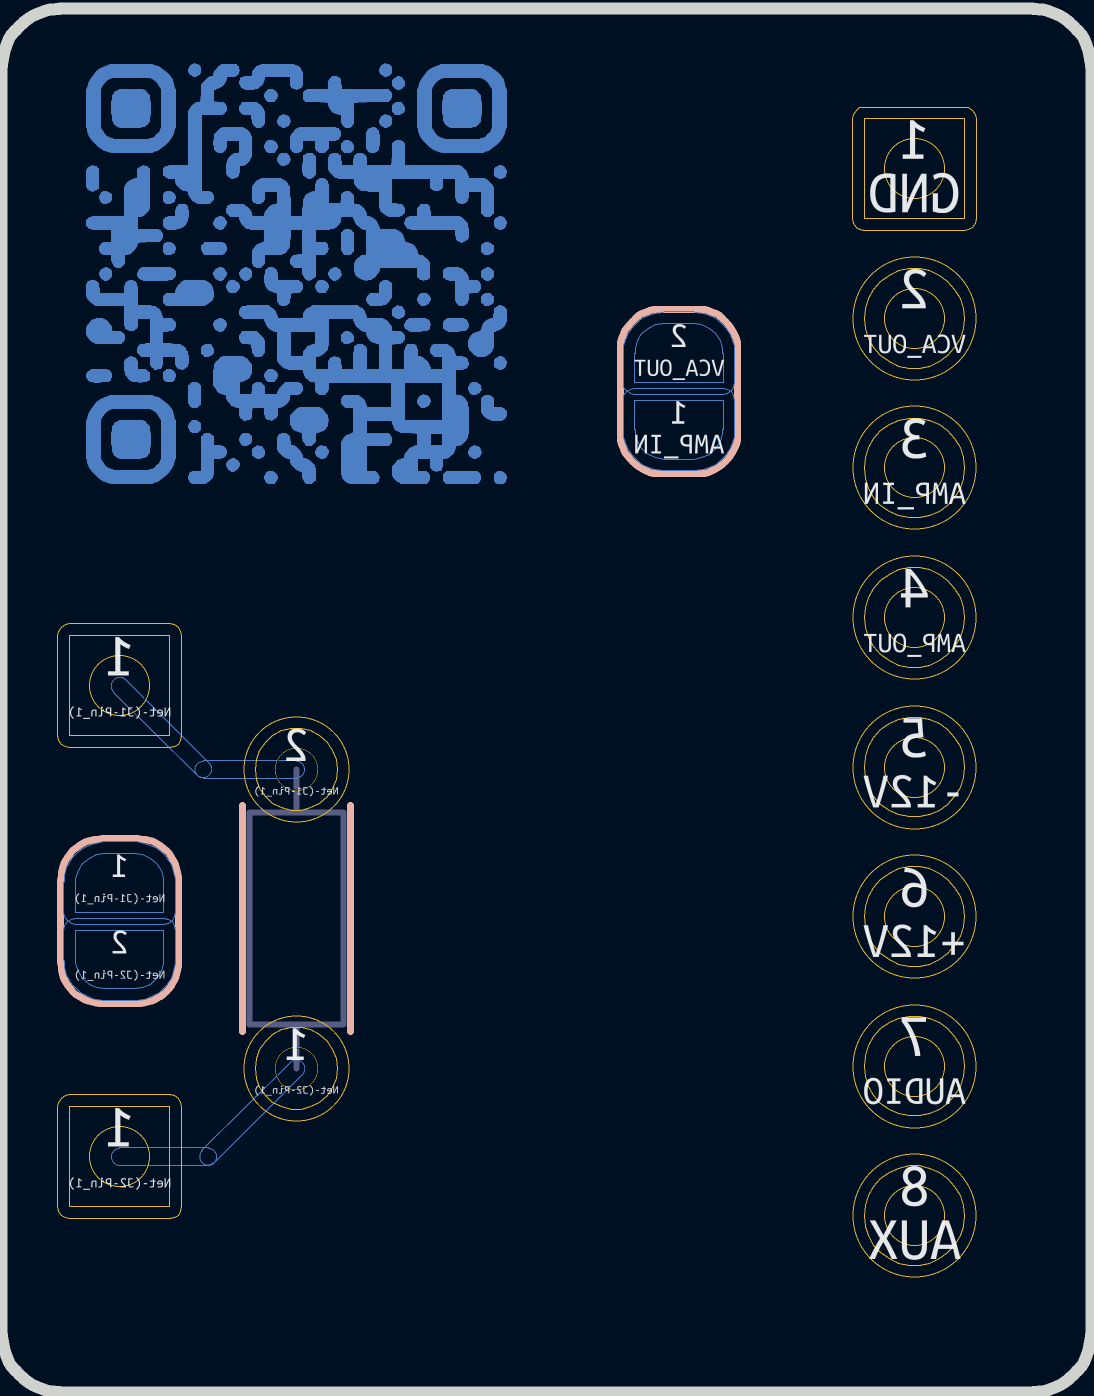 1
GND
2
VCA_OUT
2
VCA_OUT
1
AMP_IN
3
AMP_IN
4
AMP_OUT
1
Net-(J1-Pin_1)
2
Net-(J1-Pin_1)
5
-12V
1
Net-(J1-Pin_1)
2
Net-(J2-Pin_1)
6
+12V
1
Net-(J2-Pin_1)
7
AUDIO
1
Net-(J2-Pin_1)
8
AUX